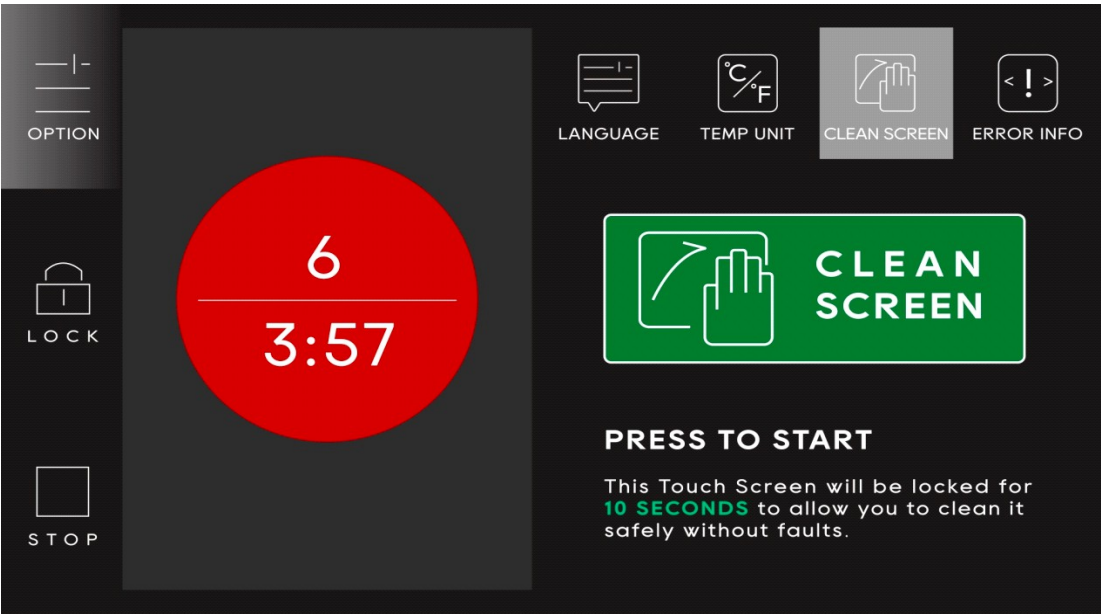 OPTION
LOCK
STOP
6
3:57
LANGUAGE
°C/°F
TEMP UNIT
CLEAN SCREEN
<!>
ERROR INFO
CLEAN
SCREEN
PRESS TO START
This Touch Screen will be locked for
10 SECONDS to allow you to clean it
safely without faults.